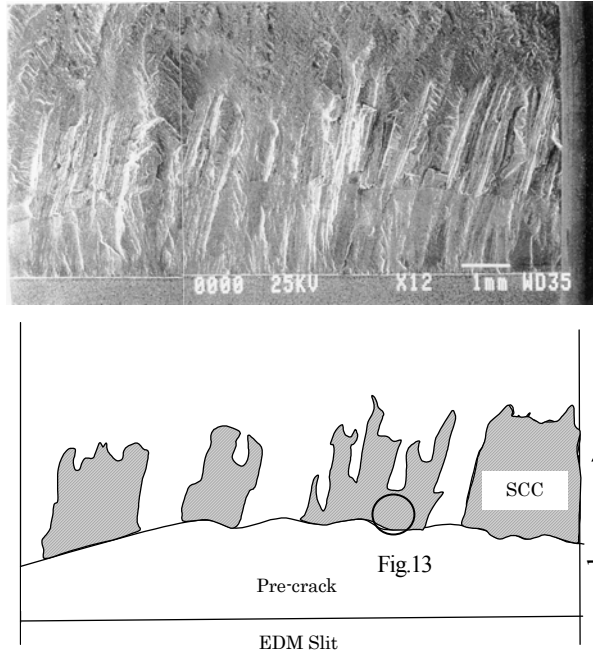 0000 25KV X12 1mm WD35
SCC
Fig.13
Pre-crack
EDM Slit